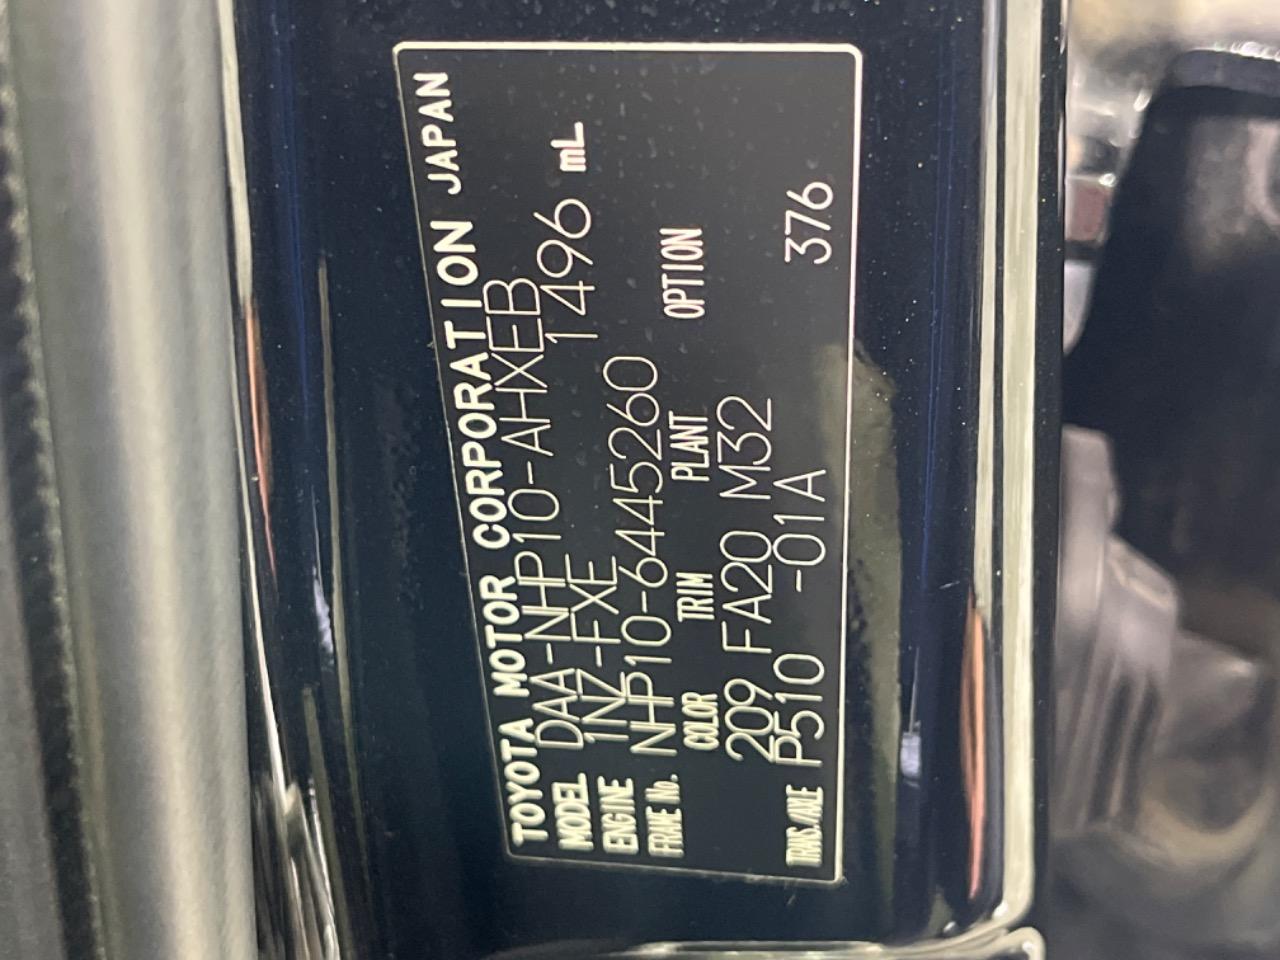 TOYOTA MOTOR CORPORATION JAPAN
MODEL DAA-NHP10-AHXEB
ENGINE 1NZ-FXE 1496 mL
FRAME No. NHP10-6445260
COLOR TRIM PLANT OPTION
209 FA20 M32
TRANS./AXLE P510 -01A 376